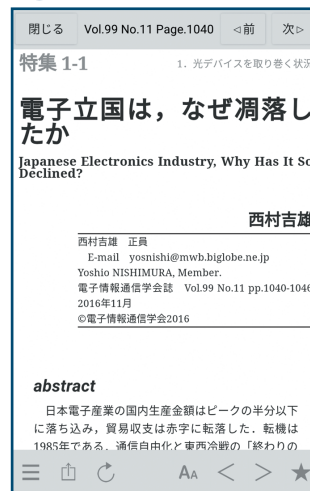 閉じる Vol.99 No.11 Page.1040 ◁前 次▷
特集 1-1 1. 光デバイスを取り巻く状況
電子立国は，なぜ凋落し
たか
Japanese Electronics Industry, Why Has It So
Declined?
西村吉雄
西村吉雄 正員
E-mail yosnishi@mwb.biglobe.ne.jp
Yoshio NISHIMURA, Member.
電子情報通信学会誌 Vol.99 No.11 pp.1040-1046
2016年11月
©電子情報通信学会2016
abstract
日本電子産業の国内生産金額はピークの半分以下
に落ち込み，貿易収支は赤字に転落した．転機は
1985年である．通信自由化と東西冷戦の「終わりの
AA